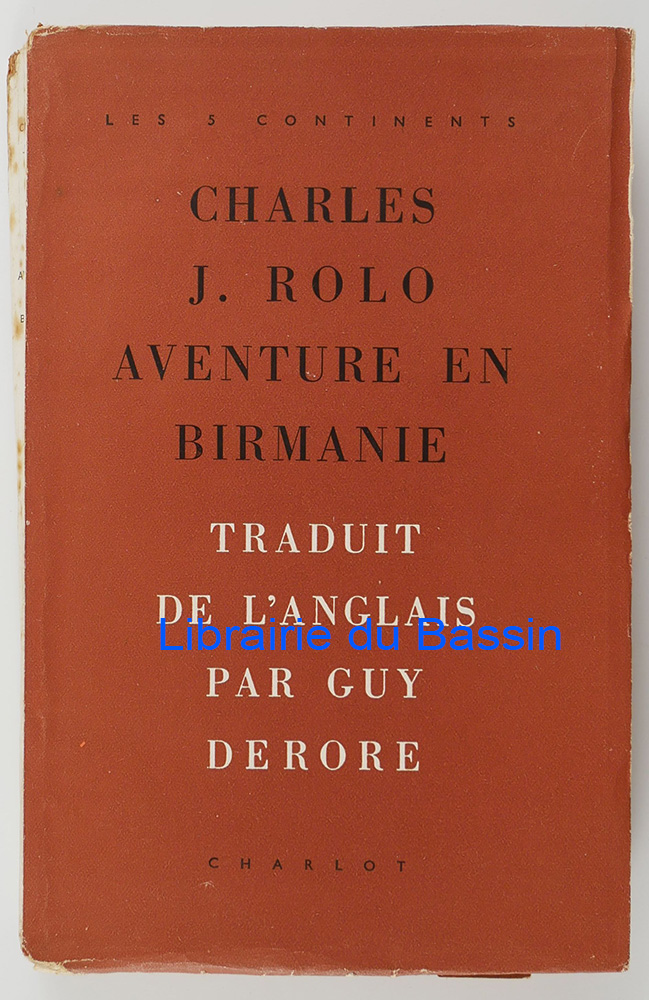 LES 5 CONTINENTS
CHARLES
J. ROLO
AVENTURE EN
BIRMANIE
TRADUIT
DE L'ANGLAIS
Librairie du Bassin
PAR GUY
DERORE
CHARLOT